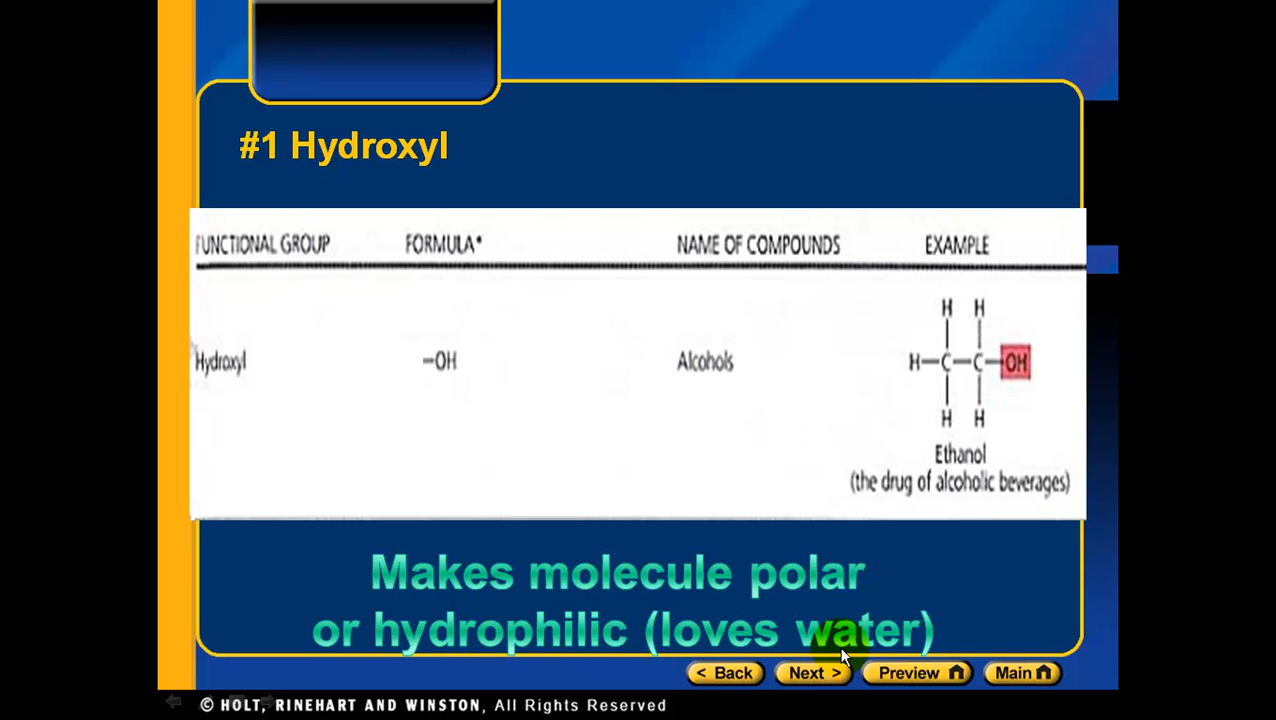 #1 Hydroxyl
FUNCTIONAL GROUP FORMULA* NAME OF COMPOUNDS EXAMPLE
H H
Hydroxyl –OH Alcohols H–C–C–OH
H H
Ethanol
(the drug of alcoholic beverages)
Makes molecule polar
or hydrophilic (loves water)
< Back Next > Preview Main
© HOLT, RINEHART AND WINSTON, All Rights Reserved